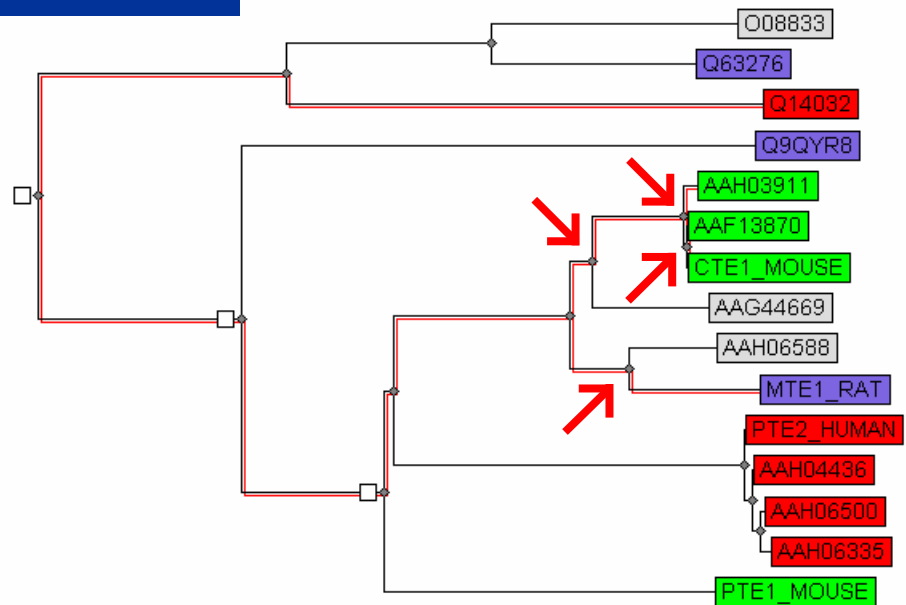 O08833
Q63276
Q14032
Q9QYR8
AAH03911
AAF13870
CTE1_MOUSE
AAG44669
AAH06588
MTE1_RAT
PTE2_HUMAN
AAH04436
AAH06500
AAH06335
PTE1_MOUSE